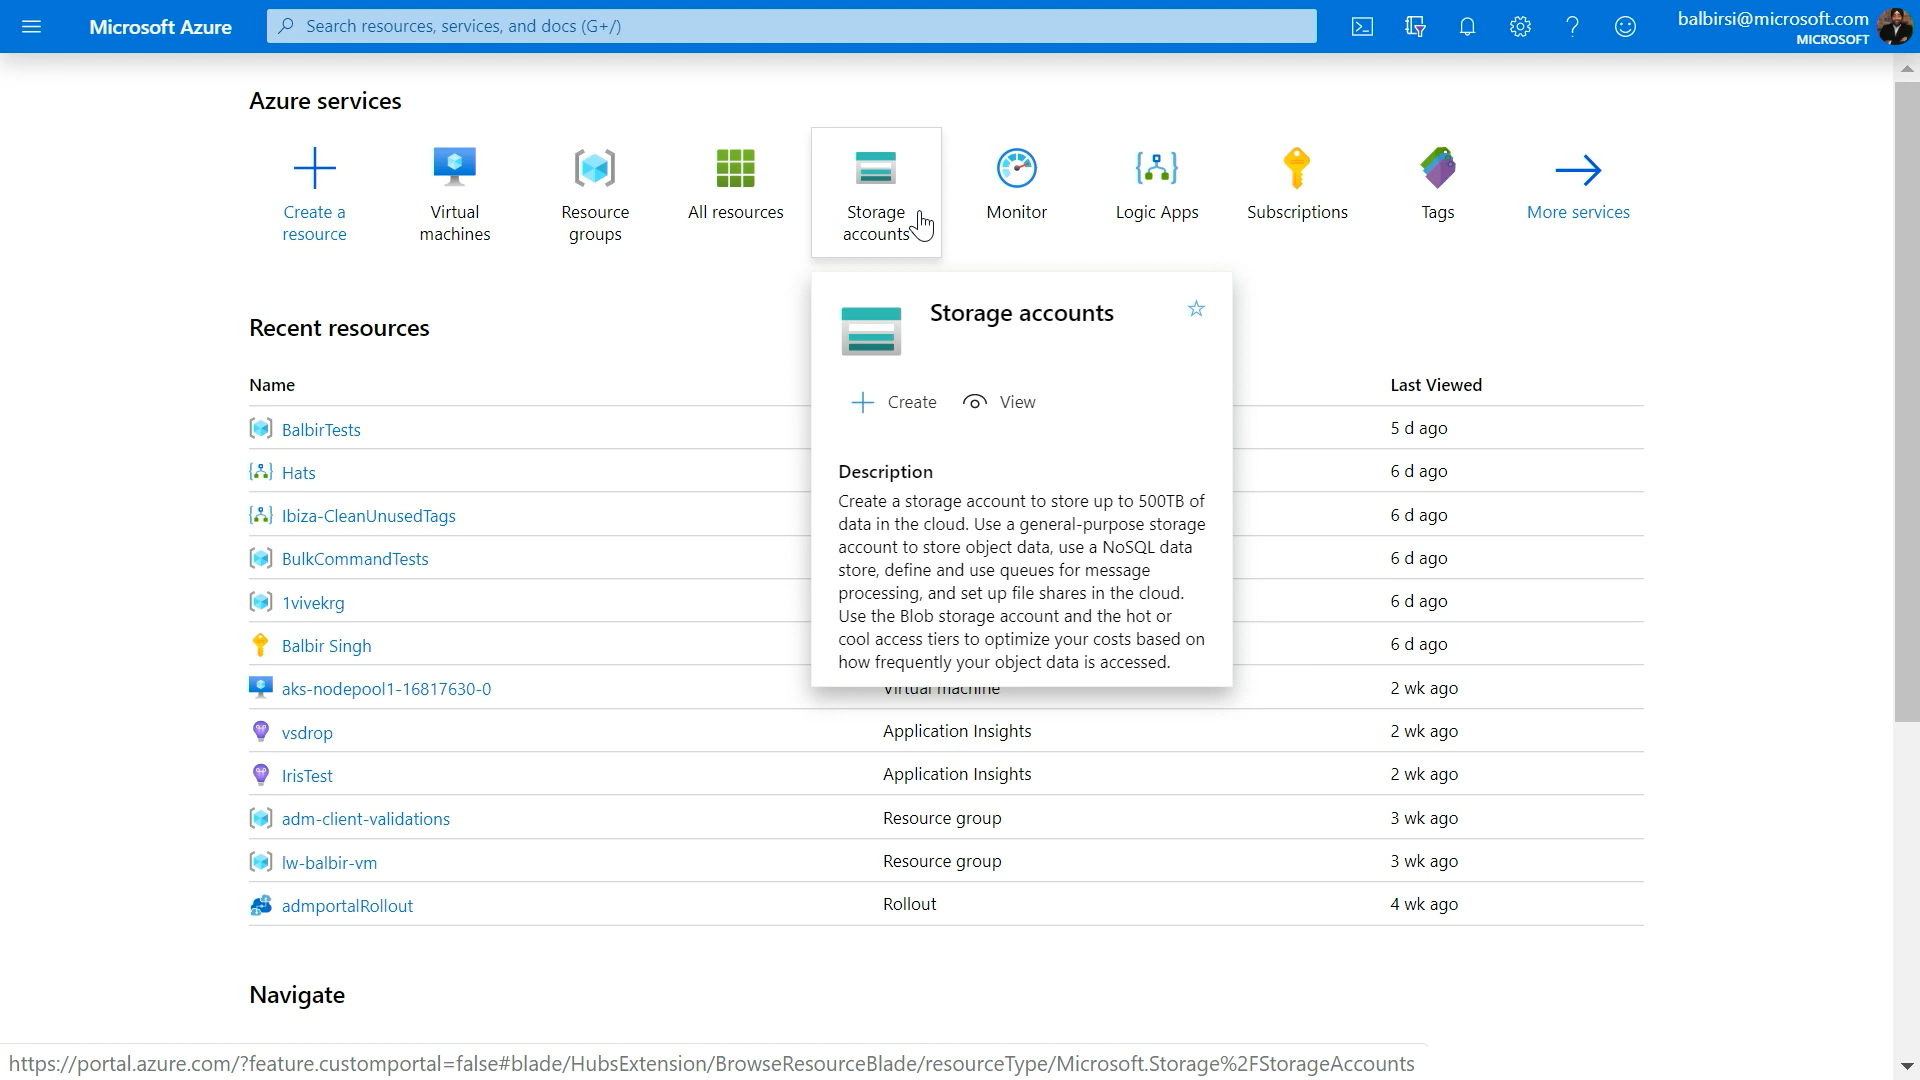 Microsoft Azure
Search resources, services, and docs (G+/)
balbirsi@microsoft.com
MICROSOFT
Azure services
Create a
resource
Virtual
machines
Resource
groups
All resources
Storage
accounts
Monitor
Logic Apps
Subscriptions
Tags
More services
Storage accounts
Create
View
Description
Create a storage account to store up to 500TB of
data in the cloud. Use a general-purpose storage
account to store object data, use a NoSQL data
store, define and use queues for message
processing, and set up file shares in the cloud.
Use the Blob storage account and the hot or
cool access tiers to optimize your costs based on
how frequently your object data is accessed.
Recent resources
Name
Last Viewed
BalbirTests
5 d ago
Hats
6 d ago
Ibiza-CleanUnusedTags
6 d ago
BulkCommandTests
6 d ago
1vivekrg
6 d ago
Balbir Singh
6 d ago
aks-nodepool1-16817630-0
Virtual machine
2 wk ago
vsdrop
Application Insights
2 wk ago
IrisTest
Application Insights
2 wk ago
adm-client-validations
Resource group
3 wk ago
lw-balbir-vm
Resource group
3 wk ago
admportalRollout
Rollout
4 wk ago
Navigate
https://portal.azure.com/?feature.customportal=false#blade/HubsExtension/BrowseResourceBlade/resourceType/Microsoft.Storage%2FStorageAccounts